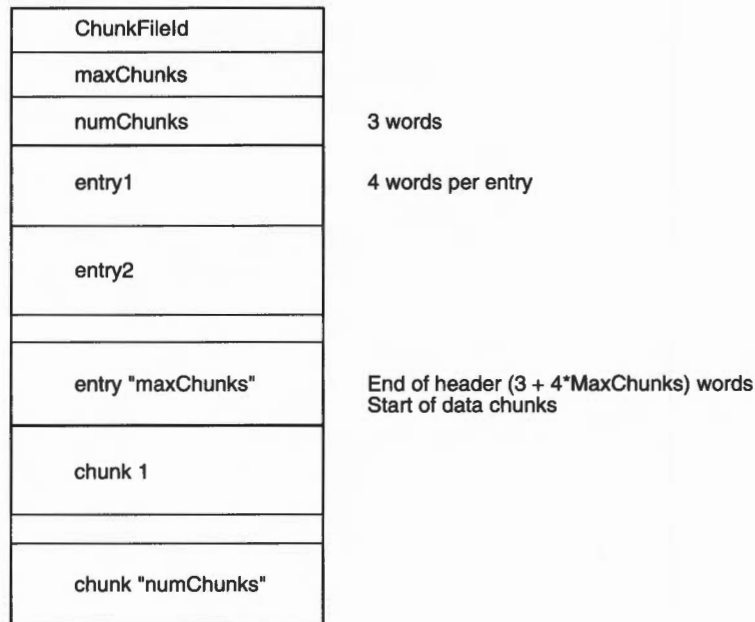 ChunkFileId
maxChunks
numChunks 3 words
entry1 4 words per entry
entry2
entry "maxChunks" End of header (3 + 4*MaxChunks) words
Start of data chunks
chunk 1
chunk "numChunks"